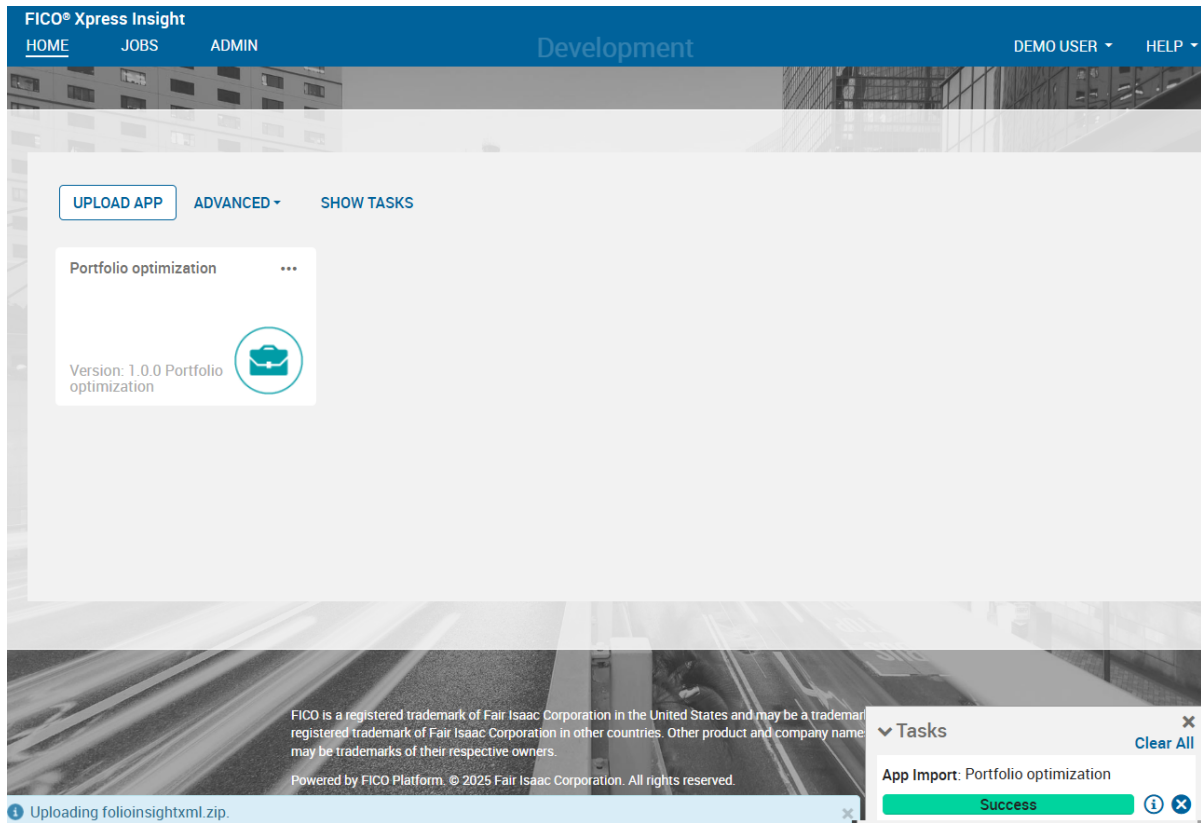 FICO® Xpress Insight
HOME JOBS ADMIN Development DEMO USER HELP
UPLOAD APP ADVANCED SHOW TASKS
Portfolio optimization
Version: 1.0.0 Portfolio
optimization
FICO is a registered trademark of Fair Isaac Corporation in the United States and may be a
registered trademark of Fair Isaac Corporation in other countries. Other product and company
may be trademarks of their respective owners.
Powered by FICO Platform. © 2025 Fair Isaac Corporation. All rights reserved.
Tasks
Clear All
App Import: Portfolio optimization
Success
Uploading folioinsightxml.zip.